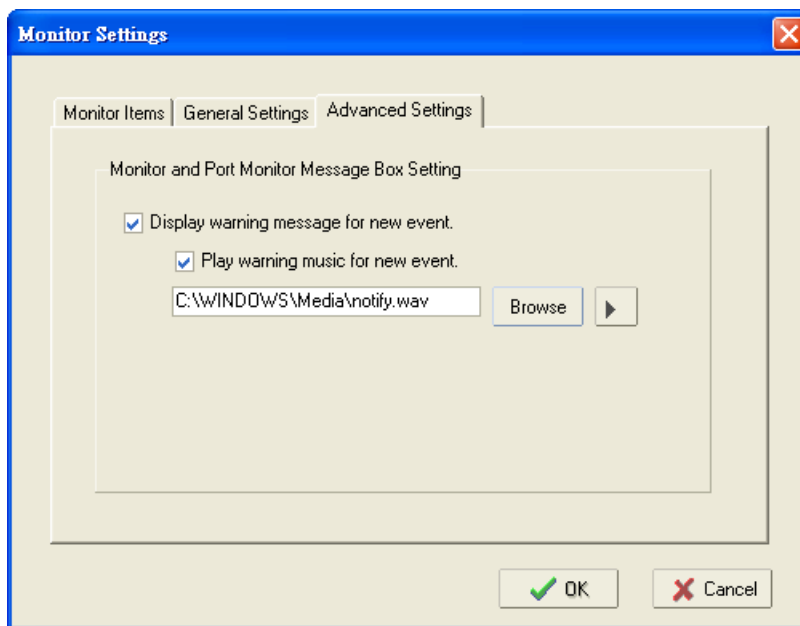 Monitor Settings
Monitor Items General Settings Advanced Settings
Monitor and Port Monitor Message Box Setting
Display warning message for new event.
Play warning music for new event.
C:\WINDOWS\Media\notify.wav Browse
OK Cancel